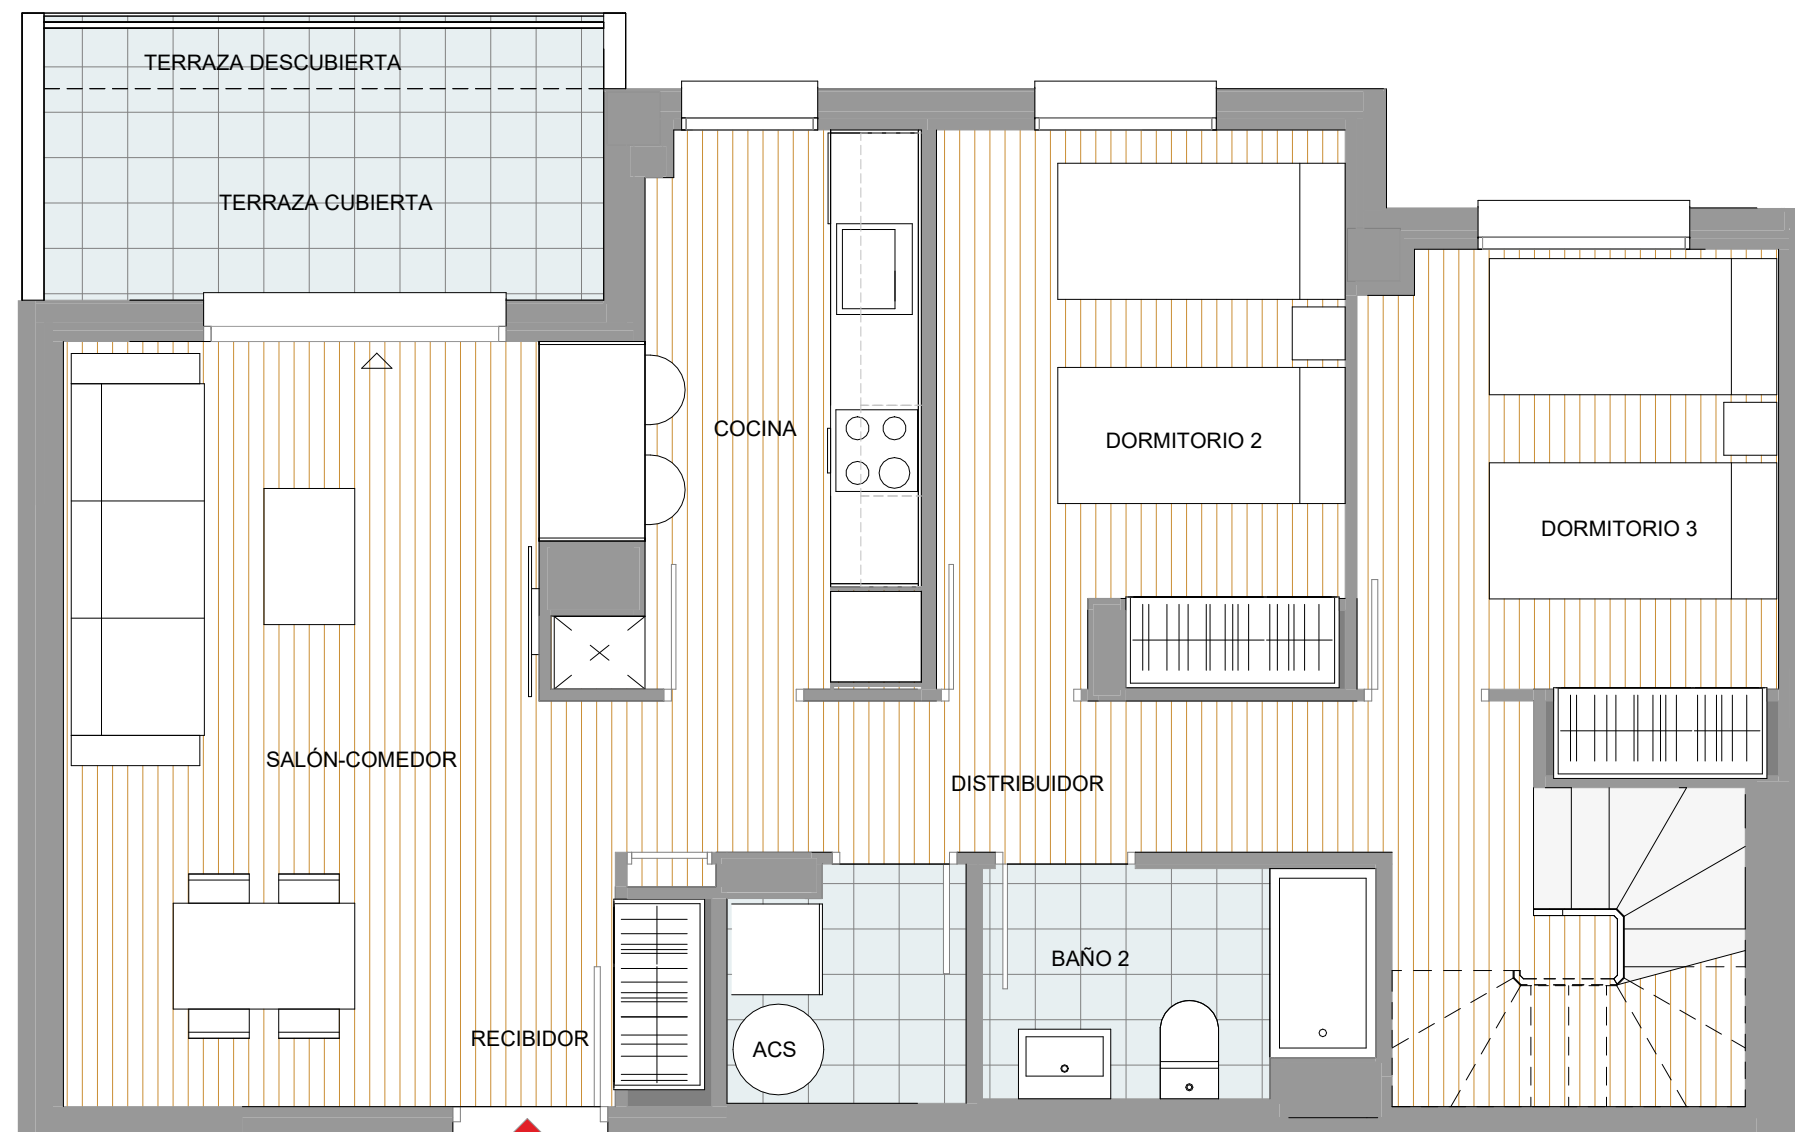 TERRAZA DESCUBIERTA
TERRAZA CUBIERTA
COCINA
DORMITORIO 2
DORMITORIO 3
SALÓN-COMEDOR
DISTRIBUIDOR
BAÑO 2
RECIBIDOR
ACS